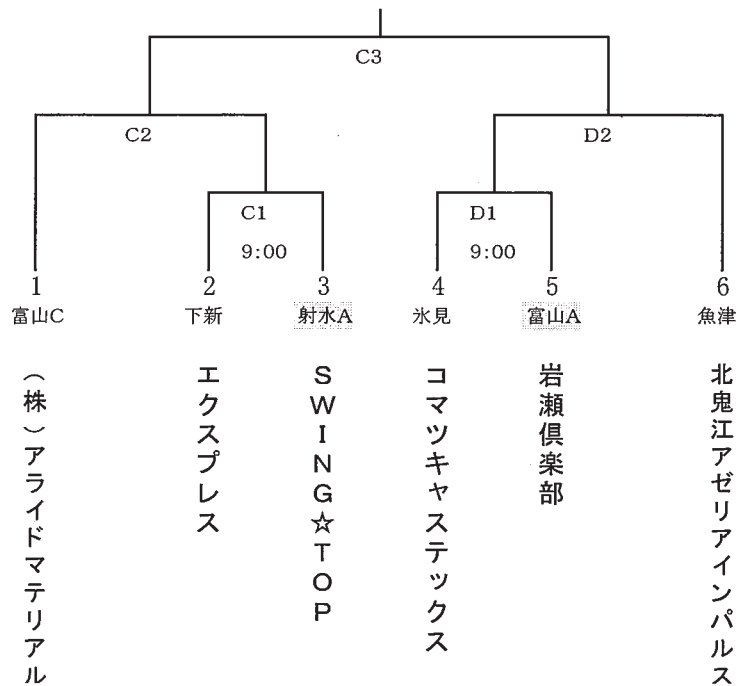 C3
C2
D2
C1
D1
9:00
9:00
1
2
3
4
5
6
富山C
下新
射水A
氷見
富山A
魚津
（株）アライドマテリアル
エクスプレス
SWING☆TOP
コマツキャステックス
岩瀬倶楽部
北鬼江アゼリアインパルス